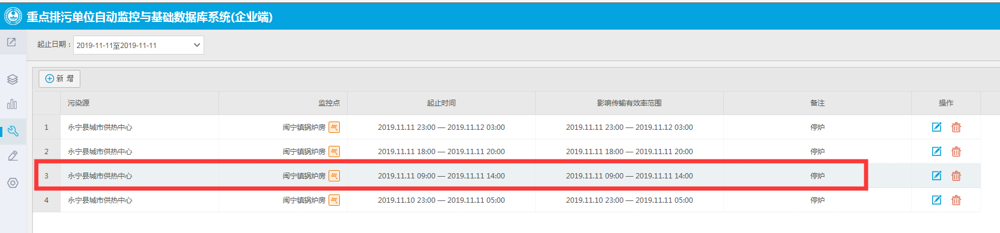 重点排污单位自动监控与基础数据库系统(企业端)
起止日期： 2019-11-11至2019-11-11
新 增
污染源 监控点 起止时间 影响传输有效率范围 备注 操作
1 永宁县城市供热中心 闽宁镇锅炉房 气 2019.11.11 23:00 — 2019.11.12 03:00 2019.11.11 23:00 — 2019.11.12 03:00 停炉
2 永宁县城市供热中心 闽宁镇锅炉房 气 2019.11.11 18:00 — 2019.11.11 20:00 2019.11.11 18:00 — 2019.11.11 20:00 停炉
3 永宁县城市供热中心 闽宁镇锅炉房 气 2019.11.11 09:00 — 2019.11.11 14:00 2019.11.11 09:00 — 2019.11.11 14:00 停炉
4 永宁县城市供热中心 闽宁镇锅炉房 气 2019.11.10 23:00 — 2019.11.11 05:00 2019.11.10 23:00 — 2019.11.11 05:00 停炉